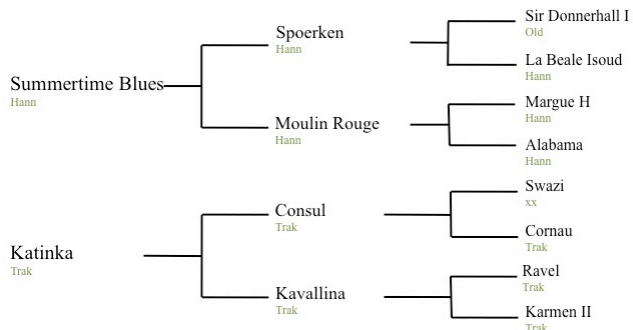 Sir Donnerhall I
Old
Spoerken
Hann
La Beale Isoud
Hann
Summertime Blues
Hann
Margue H
Hann
Moulin Rouge
Hann
Alabama
Hann
Swazi
xx
Consul
Trak
Cornau
Trak
Katinka
Trak
Ravel
Trak
Kavallina
Trak
Karmen II
Trak